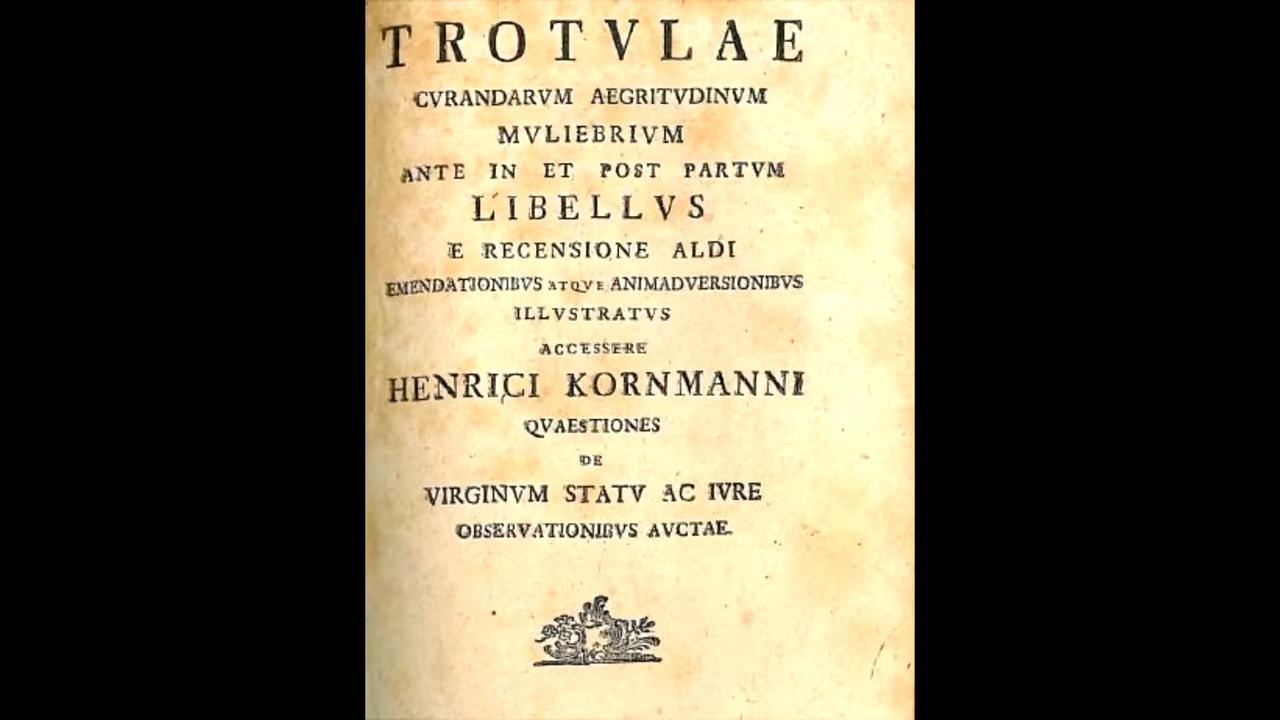 TROTVLAE
CVRANDARVM AEGRITVDINVM
MVLIEBRIVM
ANTE IN ET POST PARTVM
LIBELLVS
E RECENSIONE ALDI
EMENDATIONIBVS ATQVE ANIMADVERSIONIBVS
ILLVSTRATVS
ACCESSERE
HENRICI KORNMANNI
QVAESTIONES
DE
VIRGINVM STATV AC IVRE
OBSERVATIONIBVS AVCTAE.